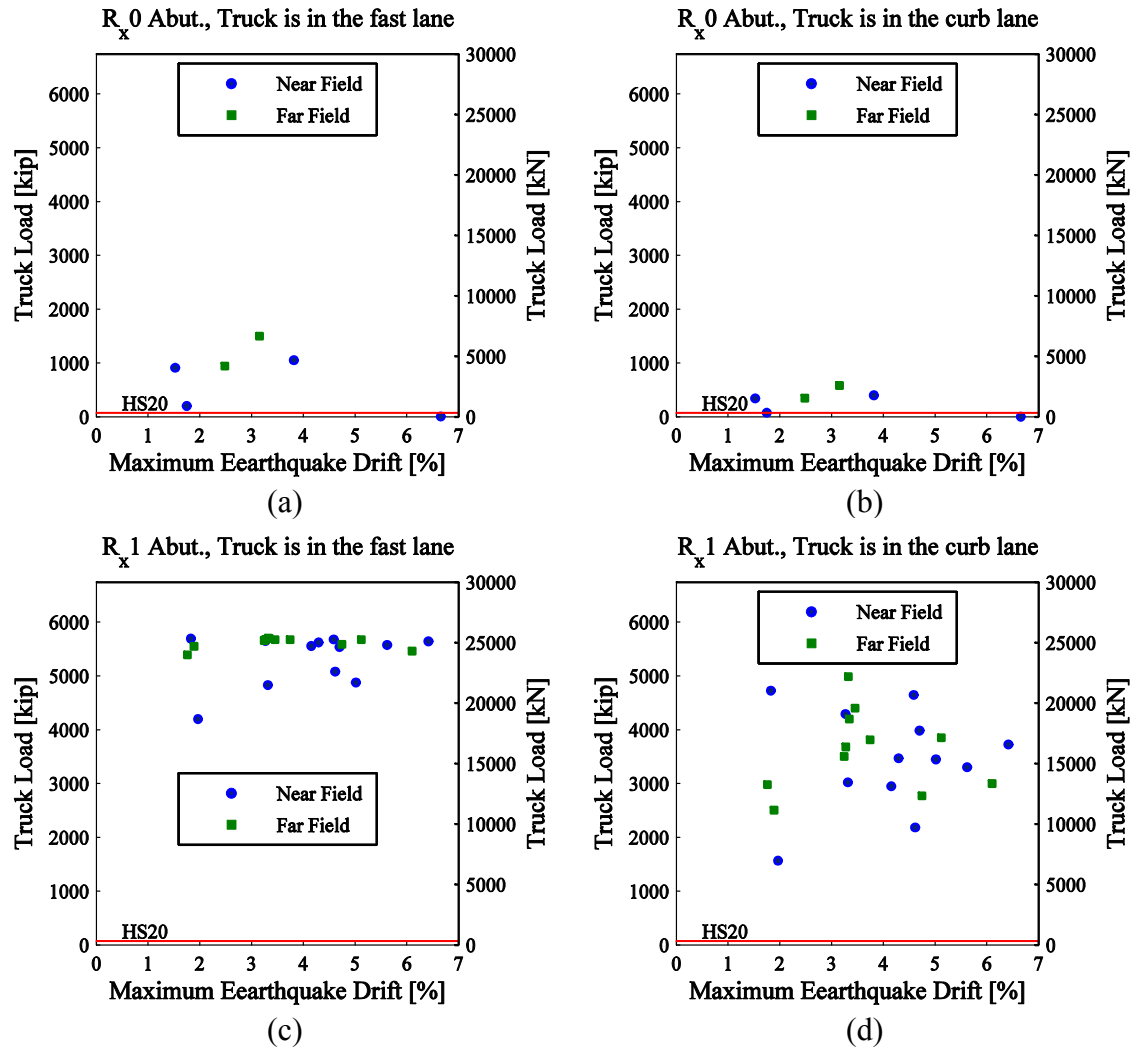 R_x0 Abut., Truck is in the fast lane
Near Field
Far Field
Truck Load [kip]
0 1000 2000 3000 4000 5000 6000
Truck Load [kN]
0 5000 10000 15000 20000 25000 30000
HS20
0 1 2 3 4 5 6 7
Maximum Eearthquake Drift [%]
(a)
R_x0 Abut., Truck is in the curb lane
Near Field
Far Field
Truck Load [kip]
0 1000 2000 3000 4000 5000 6000
Truck Load [kN]
0 5000 10000 15000 20000 25000 30000
HS20
0 1 2 3 4 5 6 7
Maximum Eearthquake Drift [%]
(b)
R_x1 Abut., Truck is in the fast lane
Near Field
Far Field
Truck Load [kip]
0 1000 2000 3000 4000 5000 6000
Truck Load [kN]
0 5000 10000 15000 20000 25000 30000
HS20
0 1 2 3 4 5 6 7
Maximum Eearthquake Drift [%]
(c)
R_x1 Abut., Truck is in the curb lane
Near Field
Far Field
Truck Load [kip]
0 1000 2000 3000 4000 5000 6000
Truck Load [kN]
0 5000 10000 15000 20000 25000 30000
HS20
0 1 2 3 4 5 6 7
Maximum Eearthquake Drift [%]
(d)